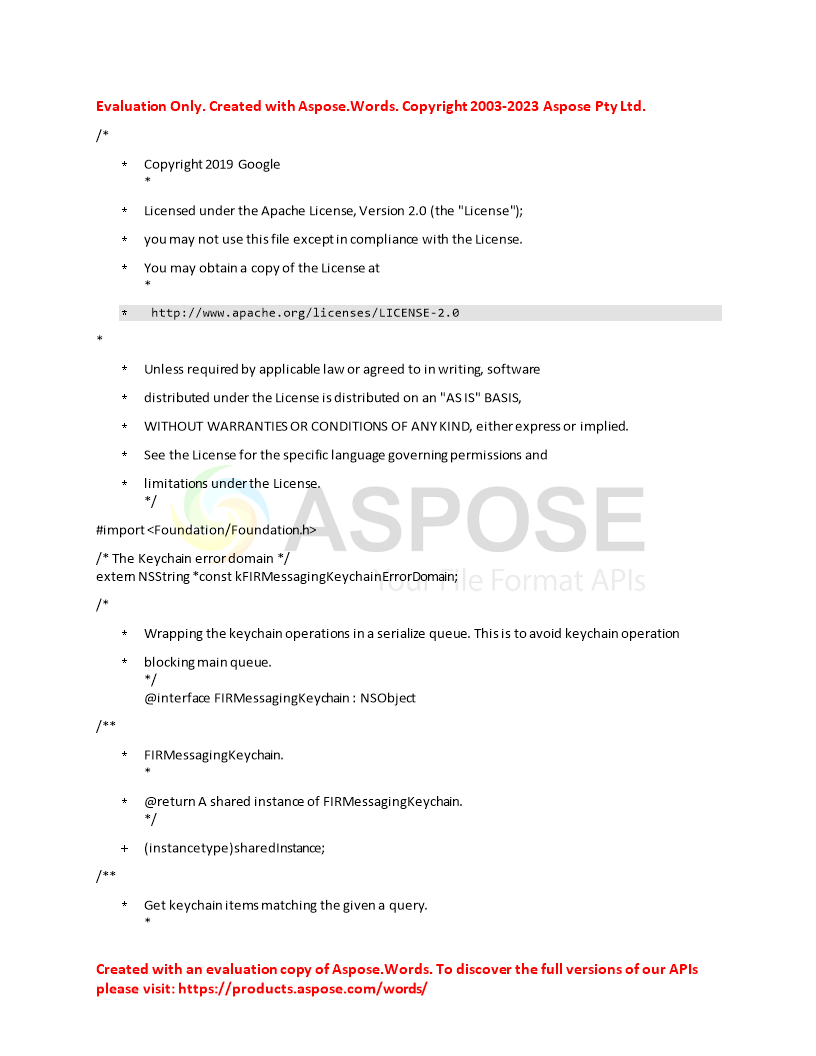 Evaluation Only. Created with Aspose.Words. Copyright 2003-2023 Aspose Pty Ltd.
/*
* Copyright 2019 Google
*
* Licensed under the Apache License, Version 2.0 (the "License");
* you may not use this file except in compliance with the License.
* You may obtain a copy of the License at
*
* http://www.apache.org/licenses/LICENSE-2.0
*
* Unless required by applicable law or agreed to in writing, software
* distributed under the License is distributed on an "AS IS" BASIS,
* WITHOUT WARRANTIES OR CONDITIONS OF ANY KIND, either express or implied.
* See the License for the specific language governing permissions and
* limitations under the License.
*/
ASPOSE
#import <Foundation/Foundation.h>
/* The Keychain error domain */
extern NSString *const kFIRMessagingKeychainErrorDomain;
Your File Format APIs
/*
* Wrapping the keychain operations in a serialize queue. This is to avoid keychain operation
* blocking main queue.
*/
@interface FIRMessagingKeychain : NSObject
/**
* FIRMessagingKeychain.
*
* @return A shared instance of FIRMessagingKeychain.
*/
+ (instancetype)sharedInstance;
/**
* Get keychain items matching the given a query.
*
Created with an evaluation copy of Aspose.Words. To discover the full versions of our APIs
please visit: https://products.aspose.com/words/